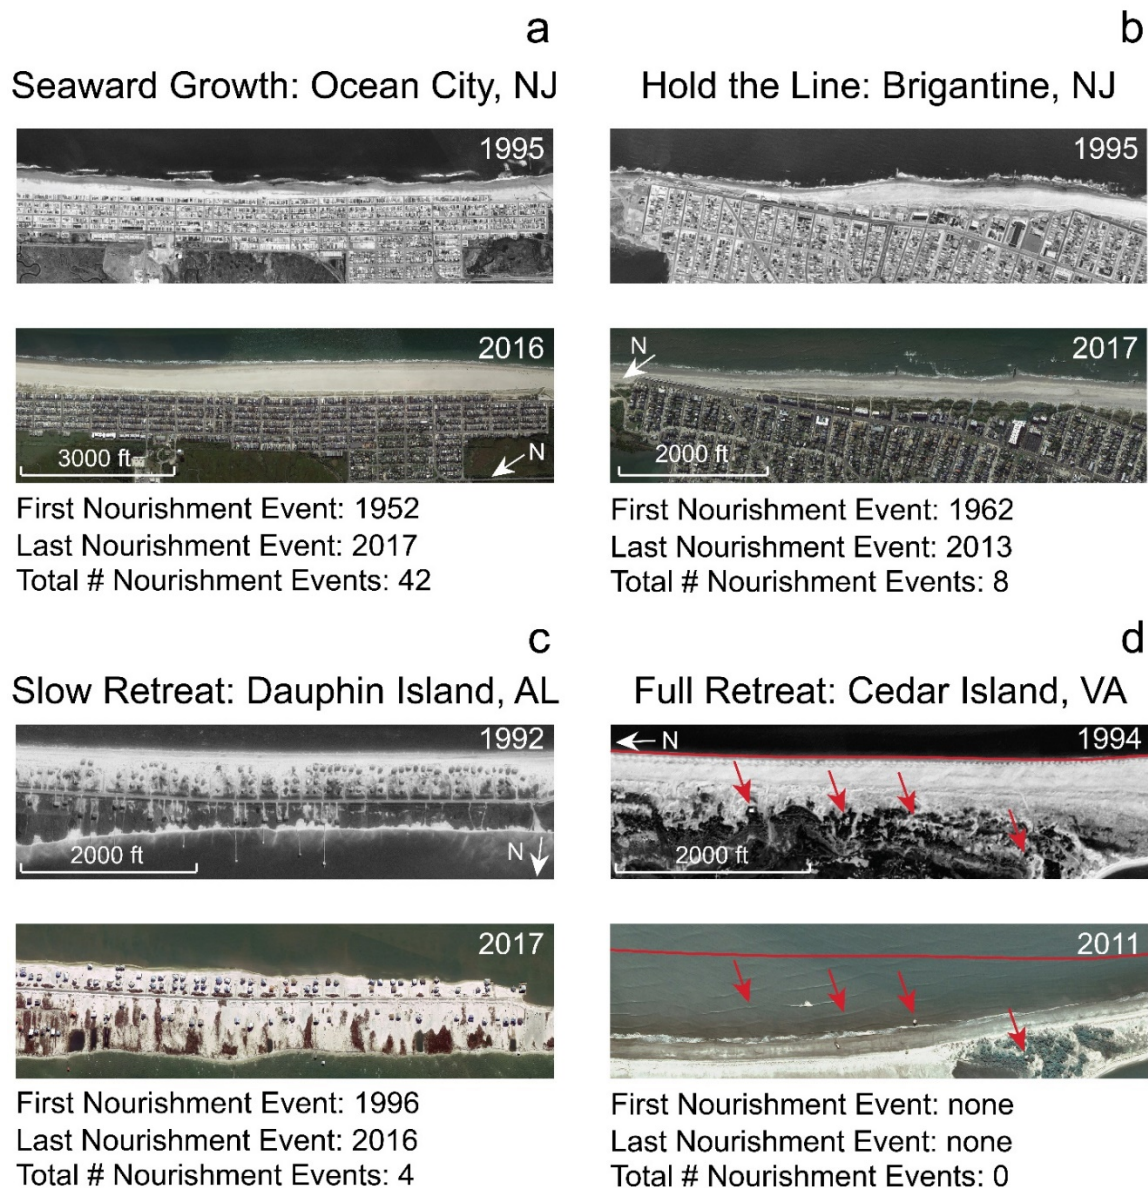 a
Seaward Growth: Ocean City, NJ
1995
2016
3000 ft
N
First Nourishment Event: 1952
Last Nourishment Event: 2017
Total # Nourishment Events: 42
b
Hold the Line: Brigantine, NJ
1995
N
2017
2000 ft
First Nourishment Event: 1962
Last Nourishment Event: 2013
Total # Nourishment Events: 8
c
Slow Retreat: Dauphin Island, AL
1992
2000 ft
N
2017
First Nourishment Event: 1996
Last Nourishment Event: 2016
Total # Nourishment Events: 4
d
Full Retreat: Cedar Island, VA
N
1994
2000 ft
2011
First Nourishment Event: none
Last Nourishment Event: none
Total # Nourishment Events: 0